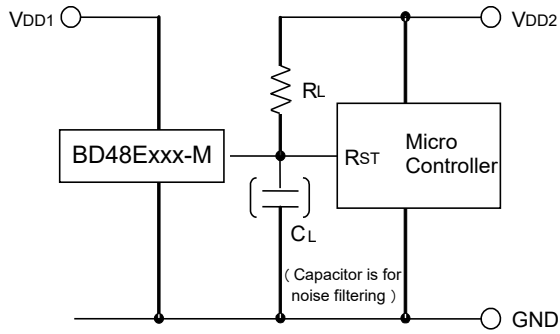 VDD1
VDD2
RL
BD48Exxx-M
RST
Micro
Controller
CL
( Capacitor is for
noise filtering )
GND